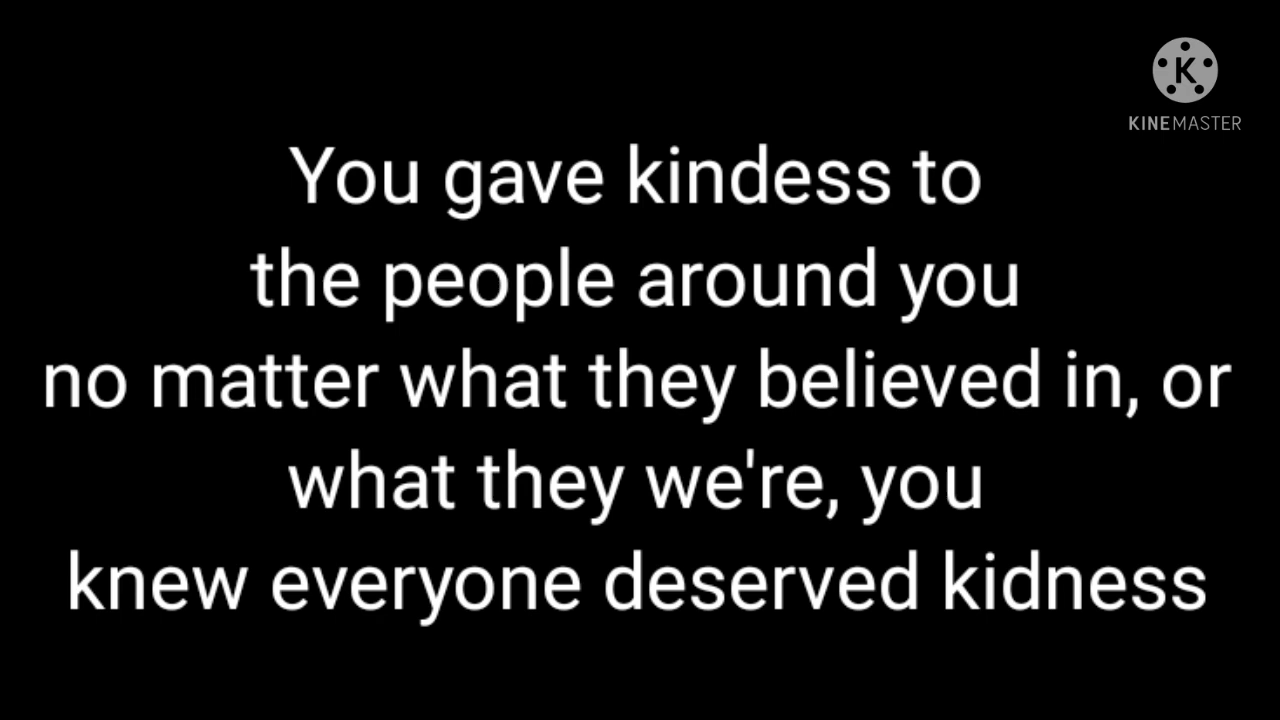 K
KINEMASTER
You gave kindess to
the people around you
no matter what they believed in, or
what they we're, you
knew everyone deserved kidness